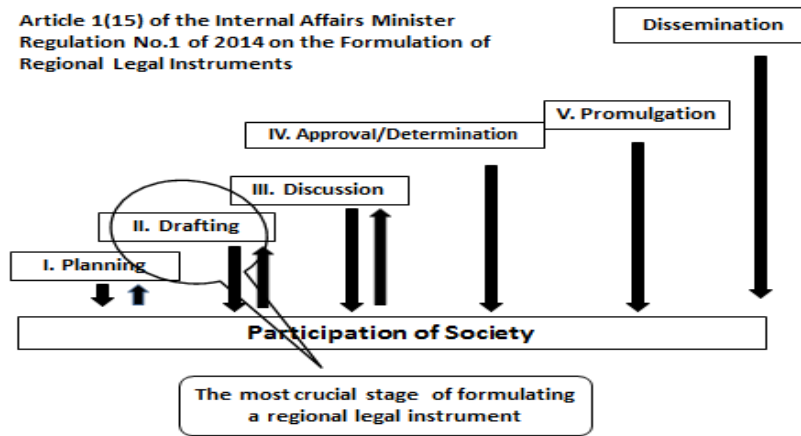 Article 1(15) of the Internal Affairs Minister
Regulation No.1 of 2014 on the Formulation of
Regional Legal Instruments
Dissemination
V. Promulgation
IV. Approval/Determination
III. Discussion
II. Drafting
I. Planning
Participation of Society
The most crucial stage of formulating
a regional legal instrument